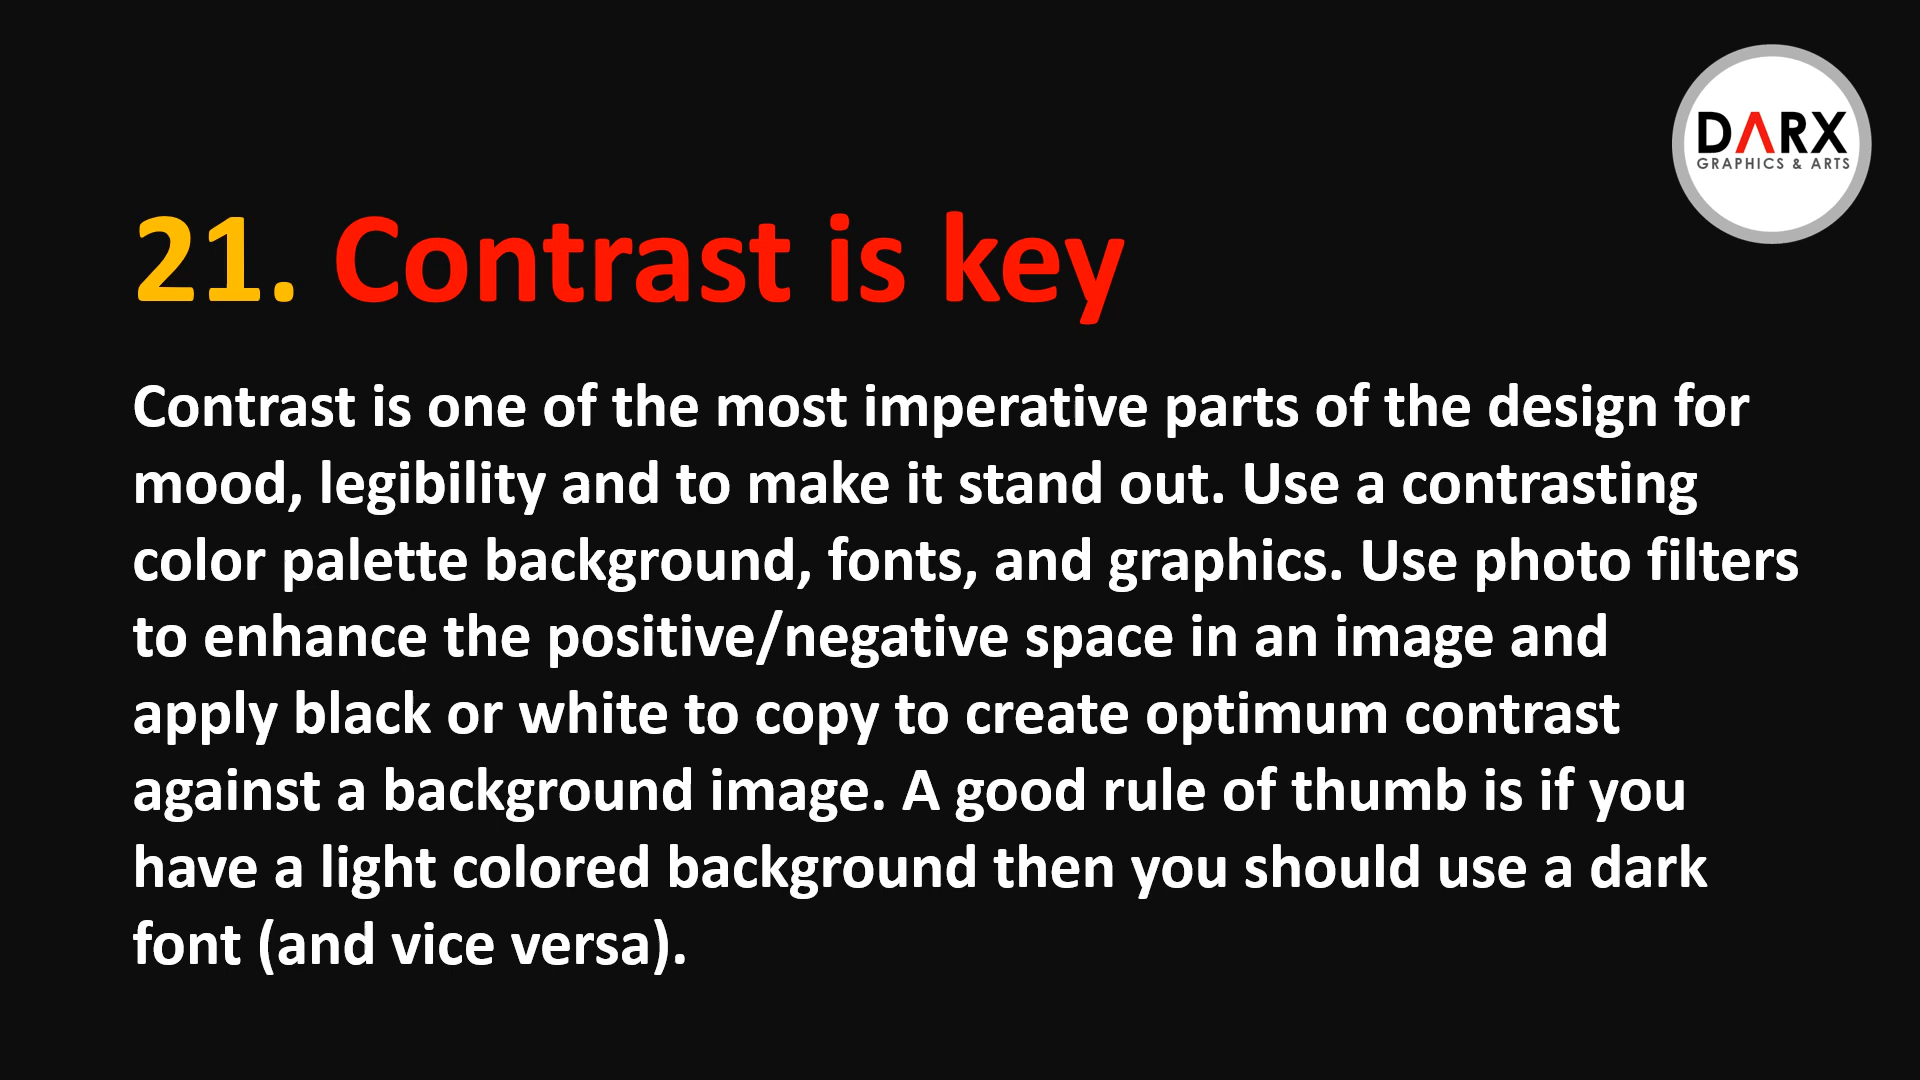 DARX
GRAPHICS & ARTS
21. Contrast is key
Contrast is one of the most imperative parts of the design for
mood, legibility and to make it stand out. Use a contrasting
color palette background, fonts, and graphics. Use photo filters
to enhance the positive/negative space in an image and
apply black or white to copy to create optimum contrast
against a background image. A good rule of thumb is if you
have a light colored background then you should use a dark
font (and vice versa).